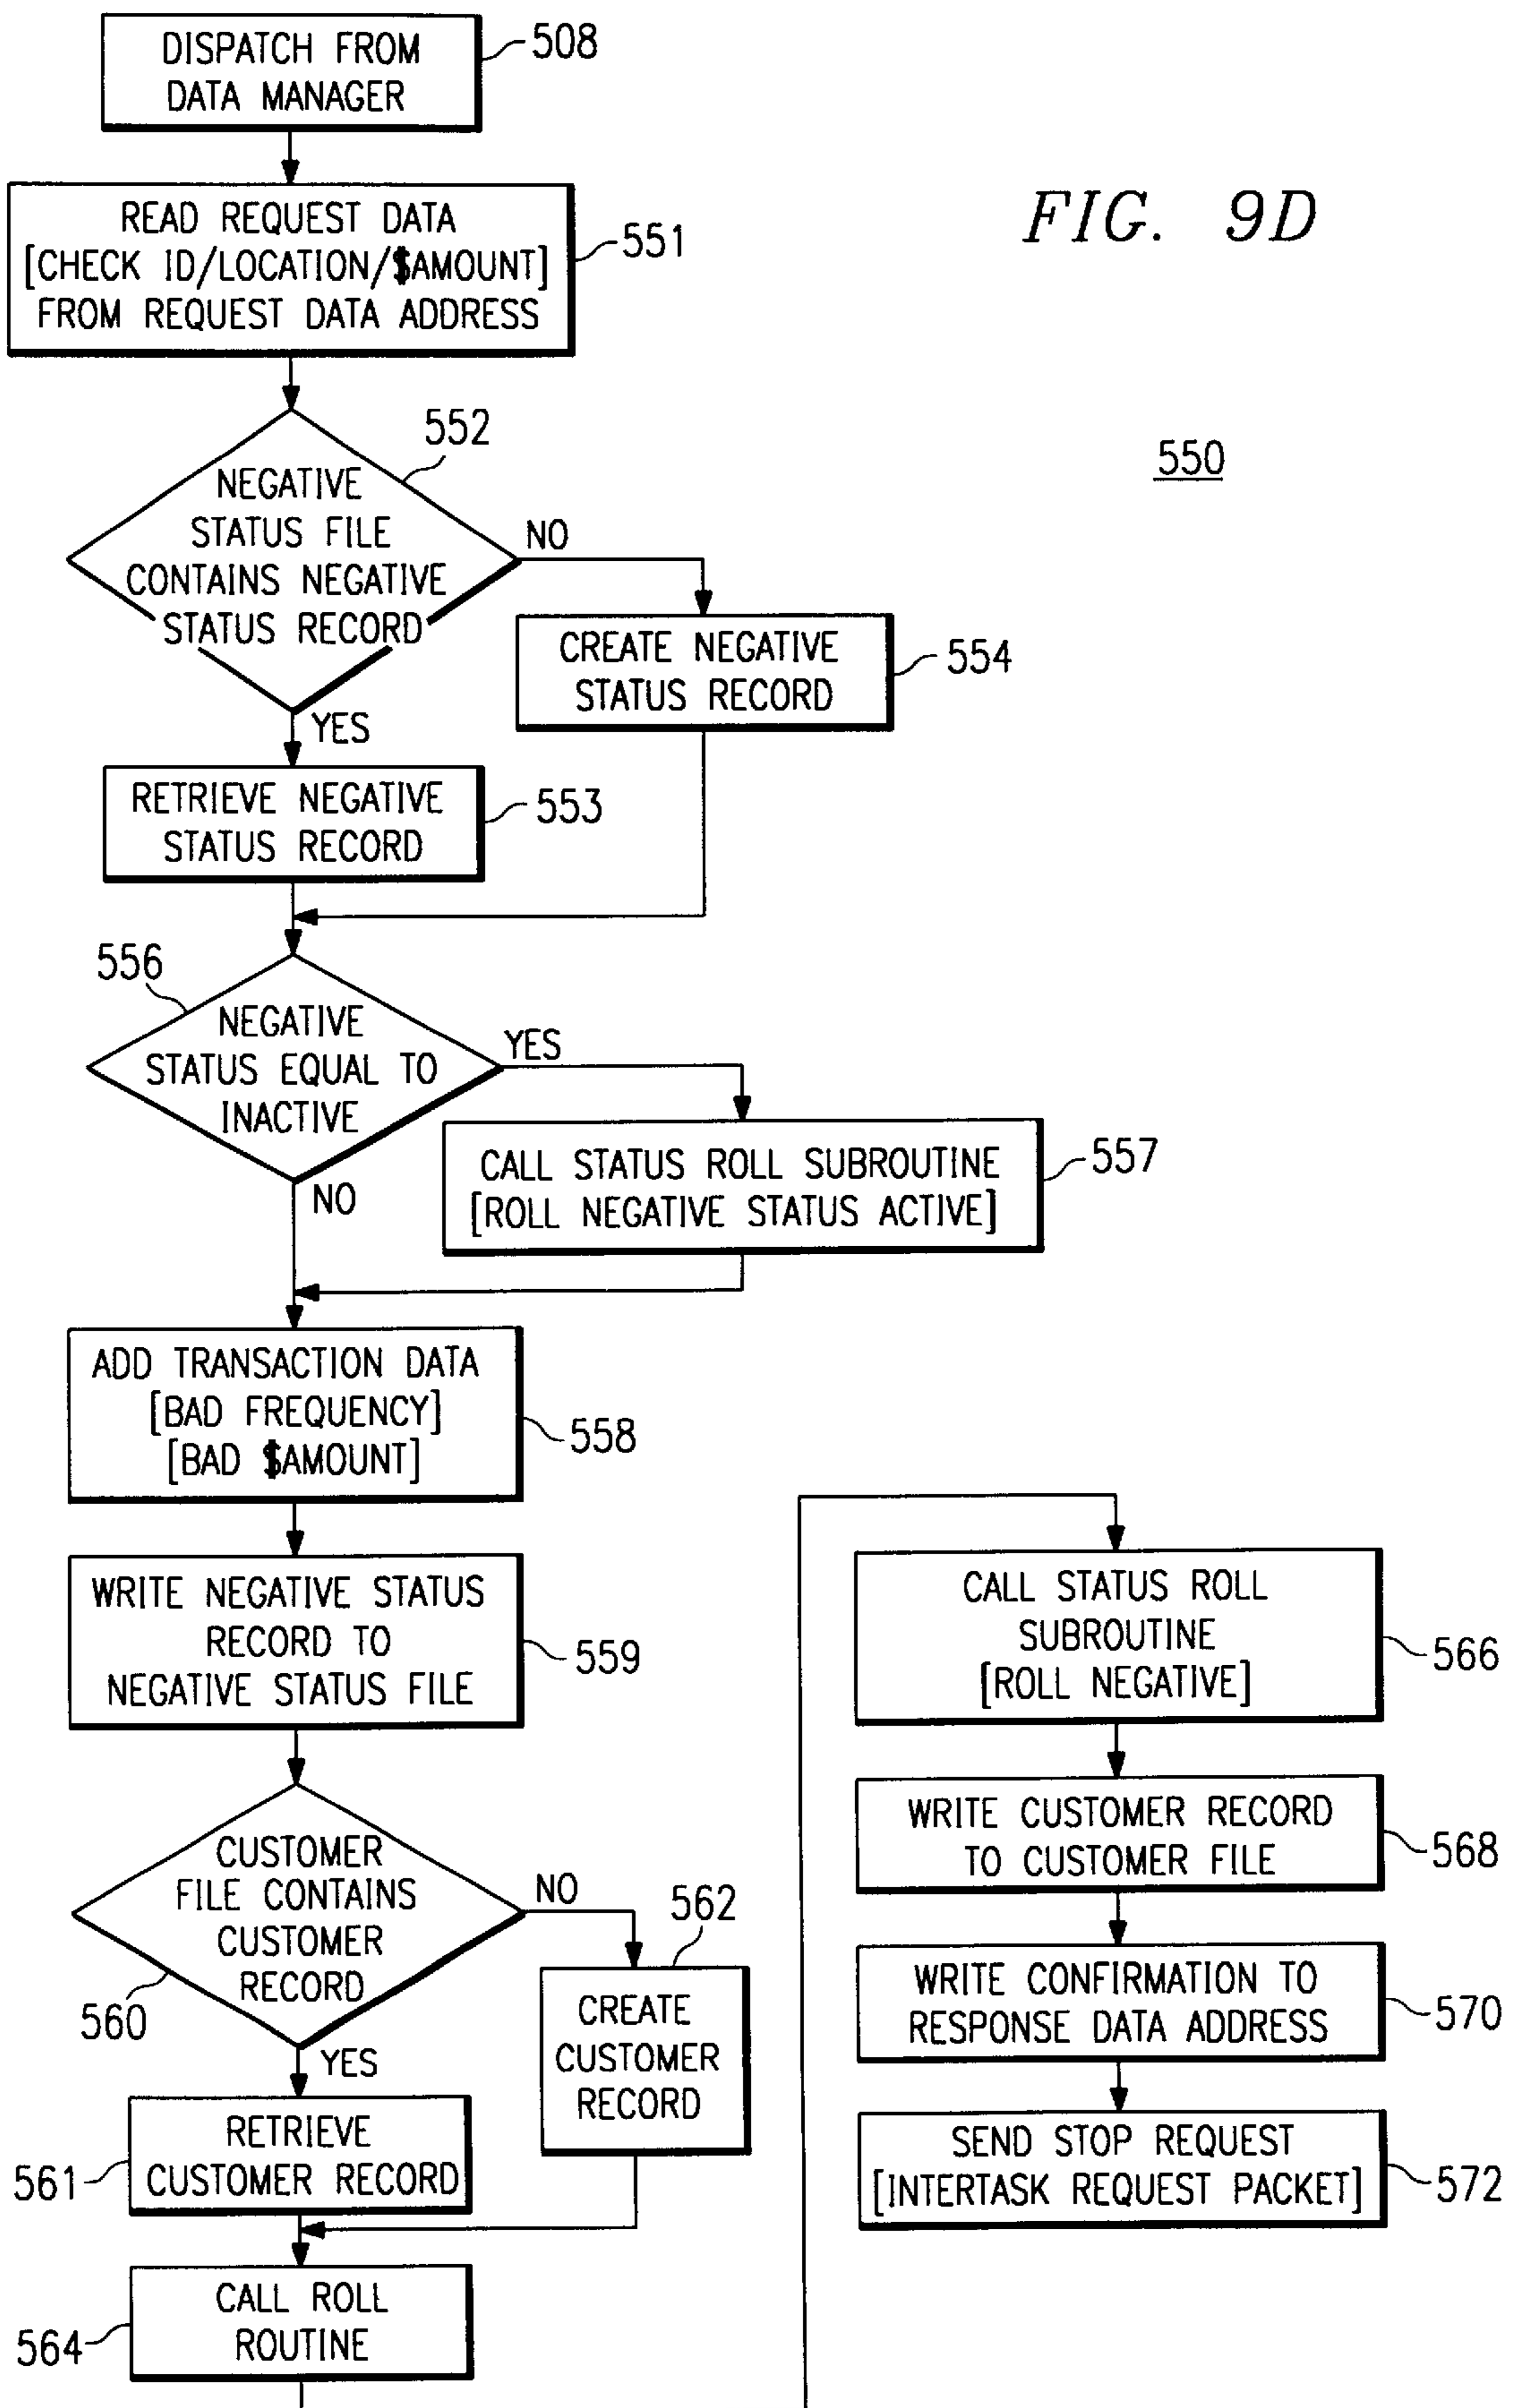 DISPATCH FROM
DATA MANAGER
508
FIG. 9D
READ REQUEST DATA
[CHECK ID/LOCATION/$AMOUNT]
FROM REQUEST DATA ADDRESS
551
550
552
NEGATIVE
STATUS FILE
CONTAINS NEGATIVE
STATUS RECORD
NO
CREATE NEGATIVE
STATUS RECORD
554
YES
RETRIEVE NEGATIVE
STATUS RECORD
553
556
NEGATIVE
STATUS EQUAL TO
INACTIVE
YES
CALL STATUS ROLL SUBROUTINE
[ROLL NEGATIVE STATUS ACTIVE]
557
NO
ADD TRANSACTION DATA
[BAD FREQUENCY]
[BAD $AMOUNT]
558
WRITE NEGATIVE STATUS
RECORD TO
NEGATIVE STATUS FILE
559
CUSTOMER
FILE CONTAINS
CUSTOMER
RECORD
560
NO
562
CREATE
CUSTOMER
RECORD
YES
RETRIEVE
CUSTOMER RECORD
561
CALL ROLL
ROUTINE
564
CALL STATUS ROLL
SUBROUTINE
[ROLL NEGATIVE]
566
WRITE CUSTOMER RECORD
TO CUSTOMER FILE
568
WRITE CONFIRMATION TO
RESPONSE DATA ADDRESS
570
SEND STOP REQUEST
[INTERTASK REQUEST PACKET]
572